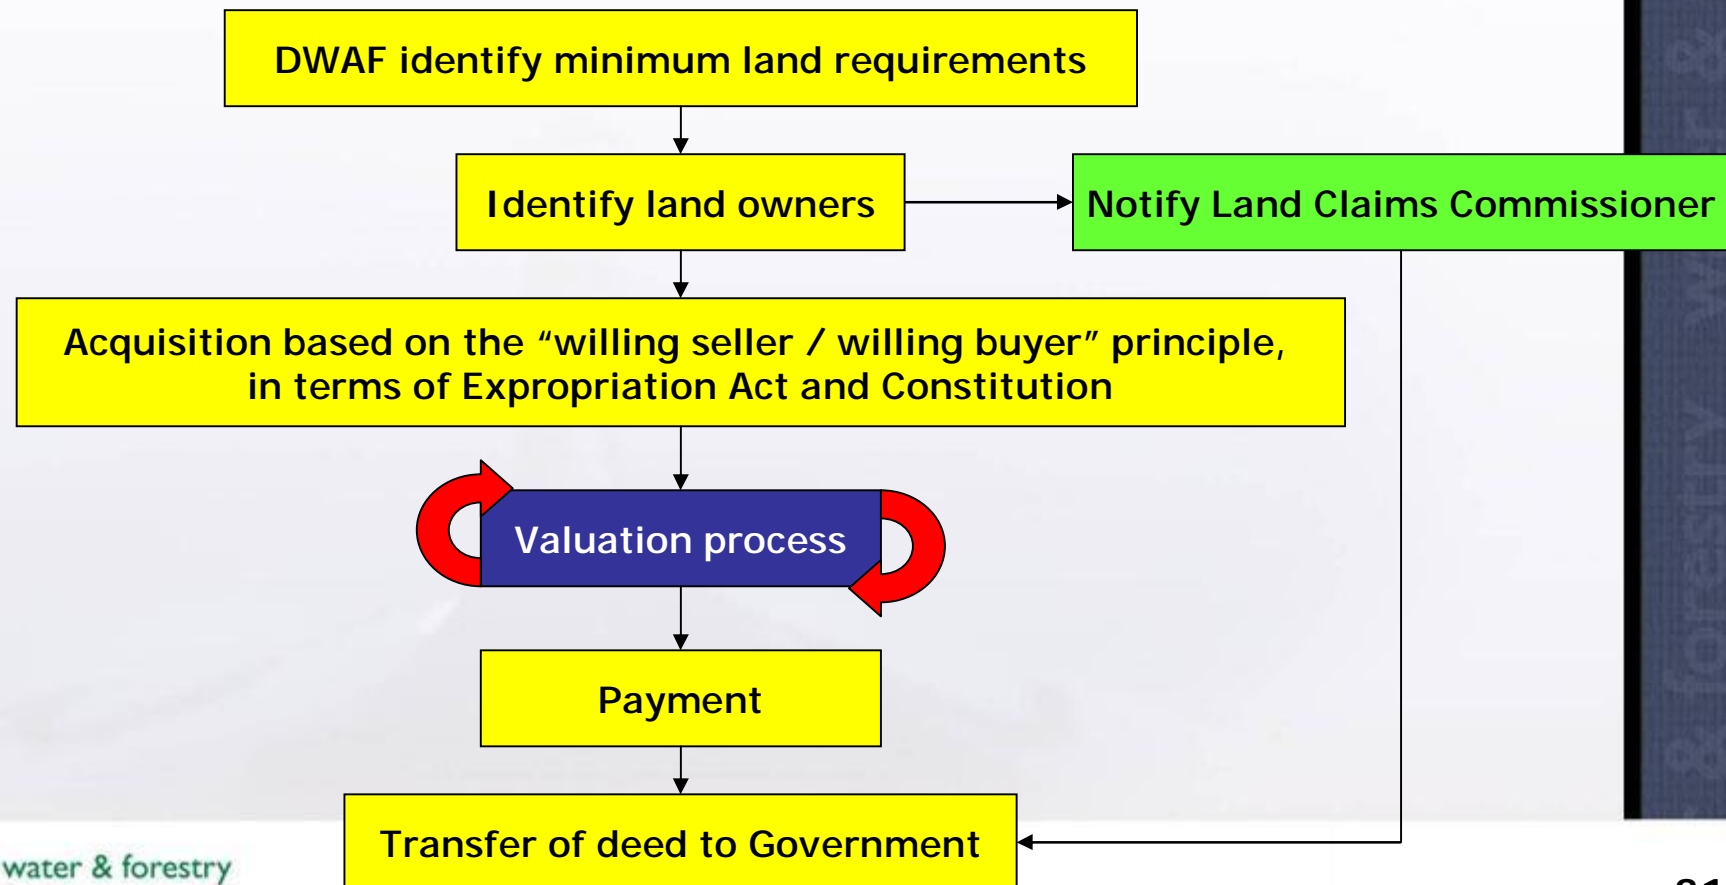 DWAF identify minimum land requirements
Identify land owners
Notify Land Claims Commissioner
Acquisition based on the “willing seller / willing buyer” principle,
in terms of Expropriation Act and Constitution
Valuation process
Payment
Transfer of deed to Government
water & forestry
& forestry